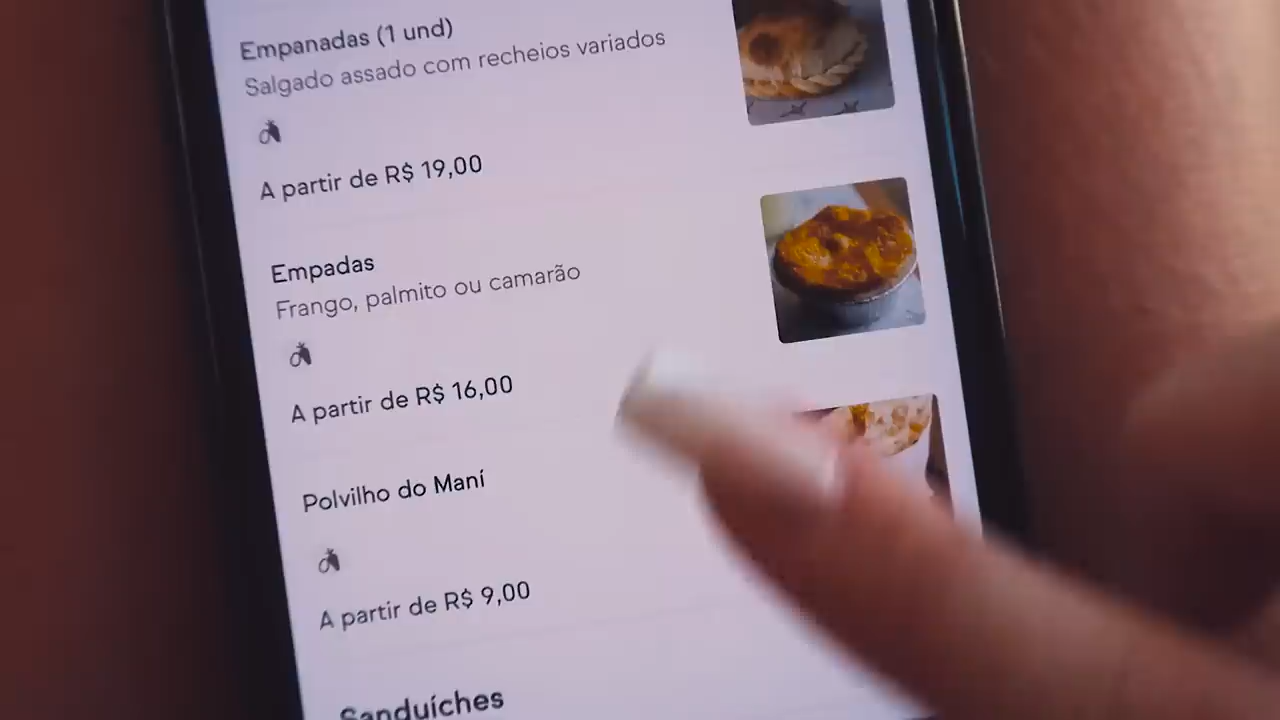 Empanadas (1 und)
Salgado assado com recheios variados
A partir de R$ 19,00
Empadas
Frango, palmito ou camarão
A partir de R$ 16,00
Polvilho do Maní
A partir de R$ 9,00
Sanduíches